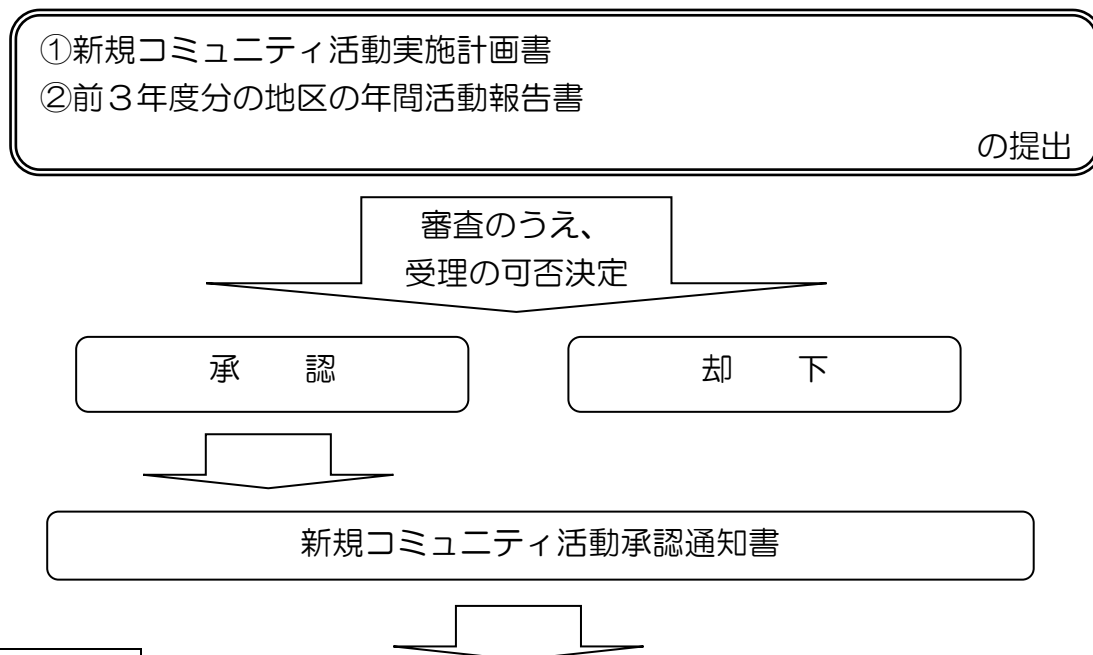 ①新規コミュニティ活動実施計画書
②前３年度分の地区の年間活動報告書
の提出
審査のうえ、
受理の可否決定
承　認
却　下
新規コミュニティ活動承認通知書